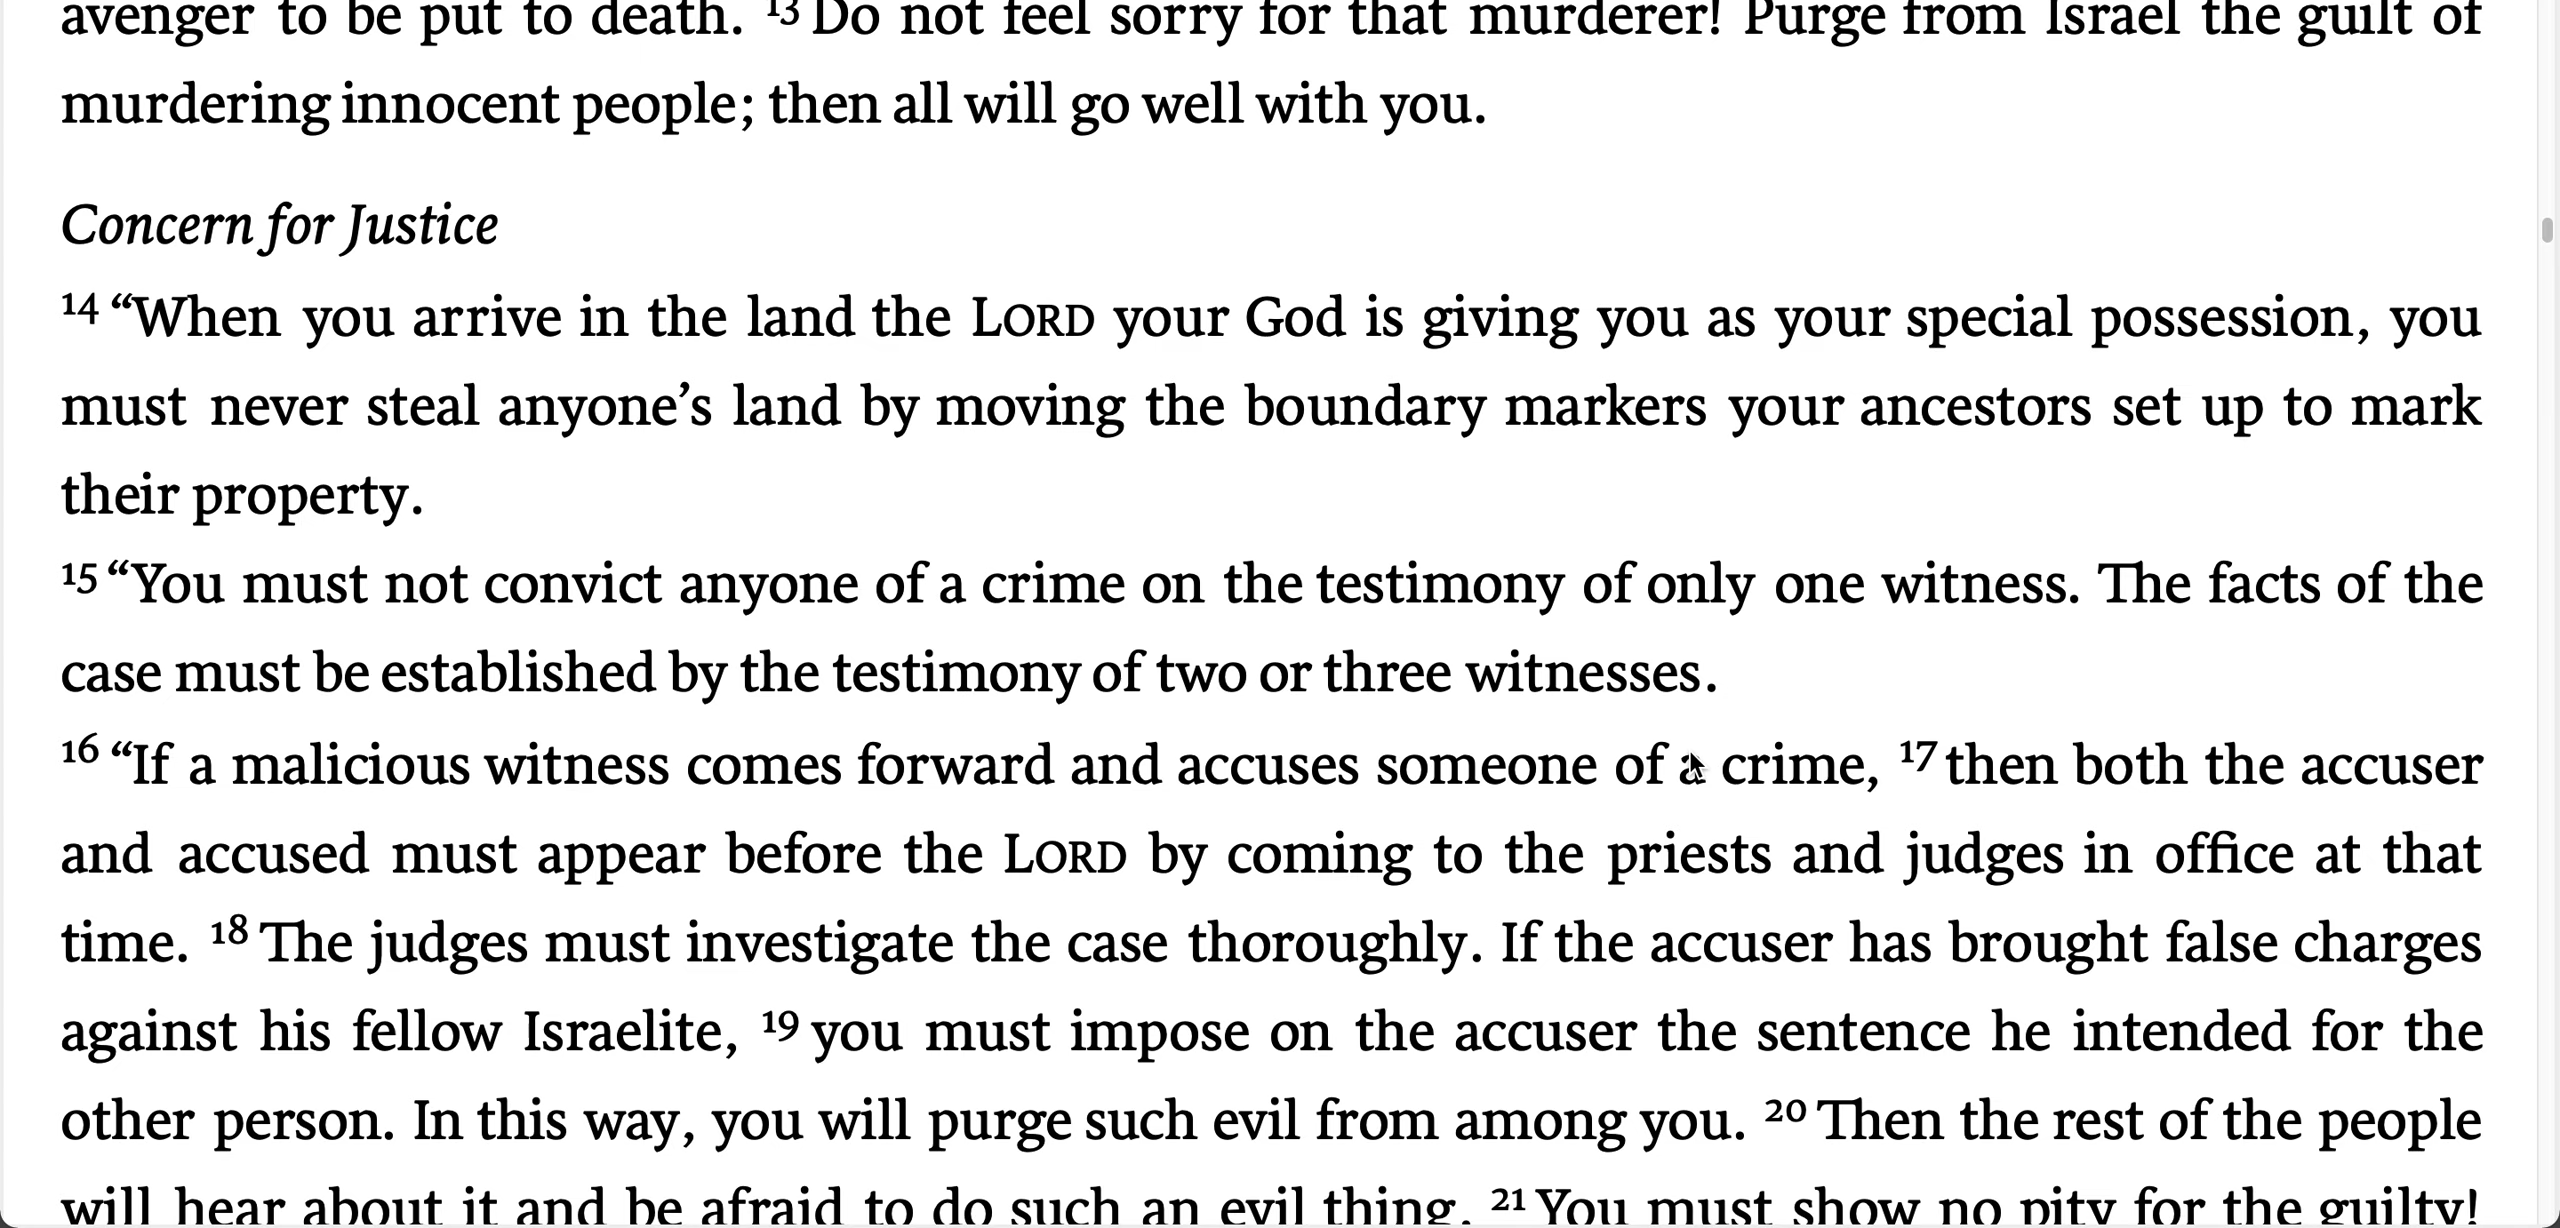 avenger to be put to death. 13 Do not feel sorry for that murderer! Purge from Israel the guilt of
murdering innocent people; then all will go well with you.
Concern for Justice
14 “When you arrive in the land the LORD your God is giving you as your special possession, you
must never steal anyone’s land by moving the boundary markers your ancestors set up to mark
their property.
15 “You must not convict anyone of a crime on the testimony of only one witness. The facts of the
case must be established by the testimony of two or three witnesses.
16 “If a malicious witness comes forward and accuses someone of a crime, 17 then both the accuser
and accused must appear before the LORD by coming to the priests and judges in office at that
time. 18 The judges must investigate the case thoroughly. If the accuser has brought false charges
against his fellow Israelite, 19 you must impose on the accuser the sentence he intended for the
other person. In this way, you will purge such evil from among you. 20 Then the rest of the people
will hear about it and be afraid to do such an evil thing. 21 You must show no pity for the guilty!